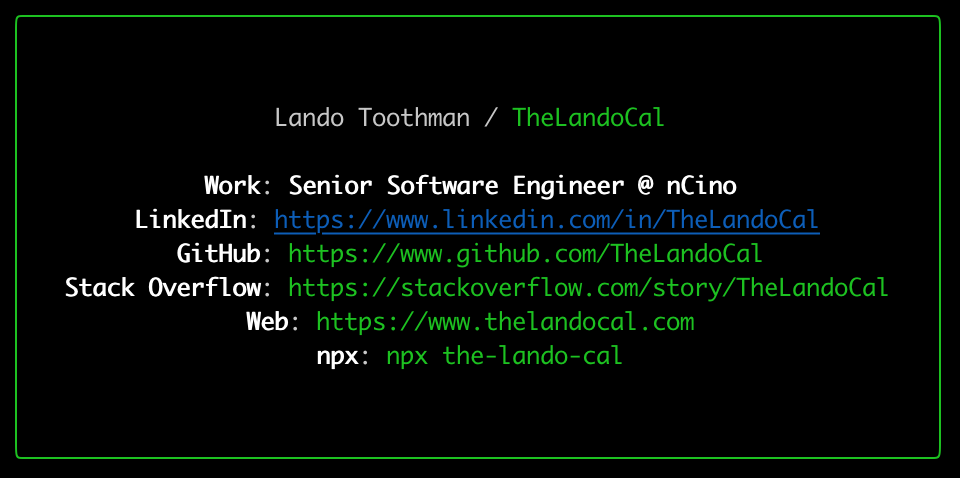 Lando Toothman / TheLandoCal
Work: Senior Software Engineer @ nCino
LinkedIn: https://www.linkedin.com/in/TheLandoCal
GitHub: https://www.github.com/TheLandoCal
Stack Overflow: https://stackoverflow.com/story/TheLandoCal
Web: https://www.thelandocal.com
npx: npx the-lando-cal